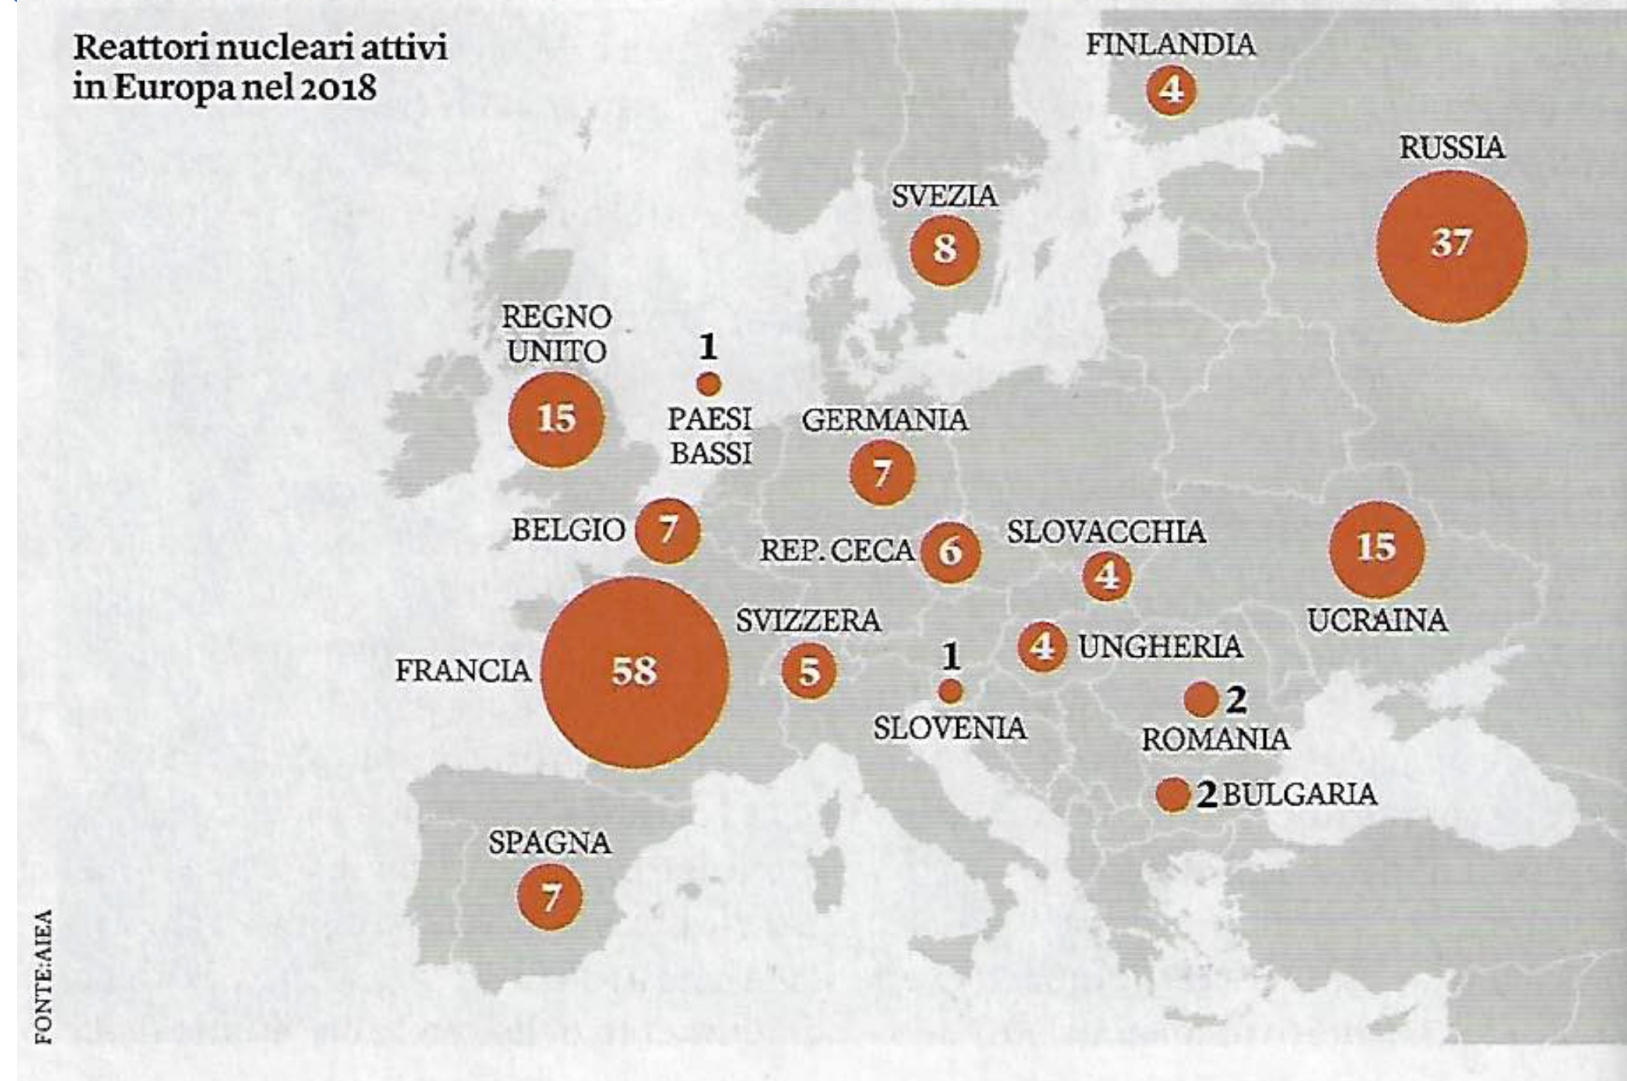 Reattori nucleari attivi
in Europa nel 2018
FINLANDIA
4
RUSSIA
37
SVEZIA
8
REGNO
UNITO
15
1
PAESI
BASSI
GERMANIA
7
BELGIO 7
REP. CECA 6
SLOVACCHIA
4
15
UCRAINA
FRANCIA 58
SVIZZERA
5
1
SLOVENIA
4 UNGHERIA
2
ROMANIA
2 BULGARIA
SPAGNA
7
FONTE:AIEA